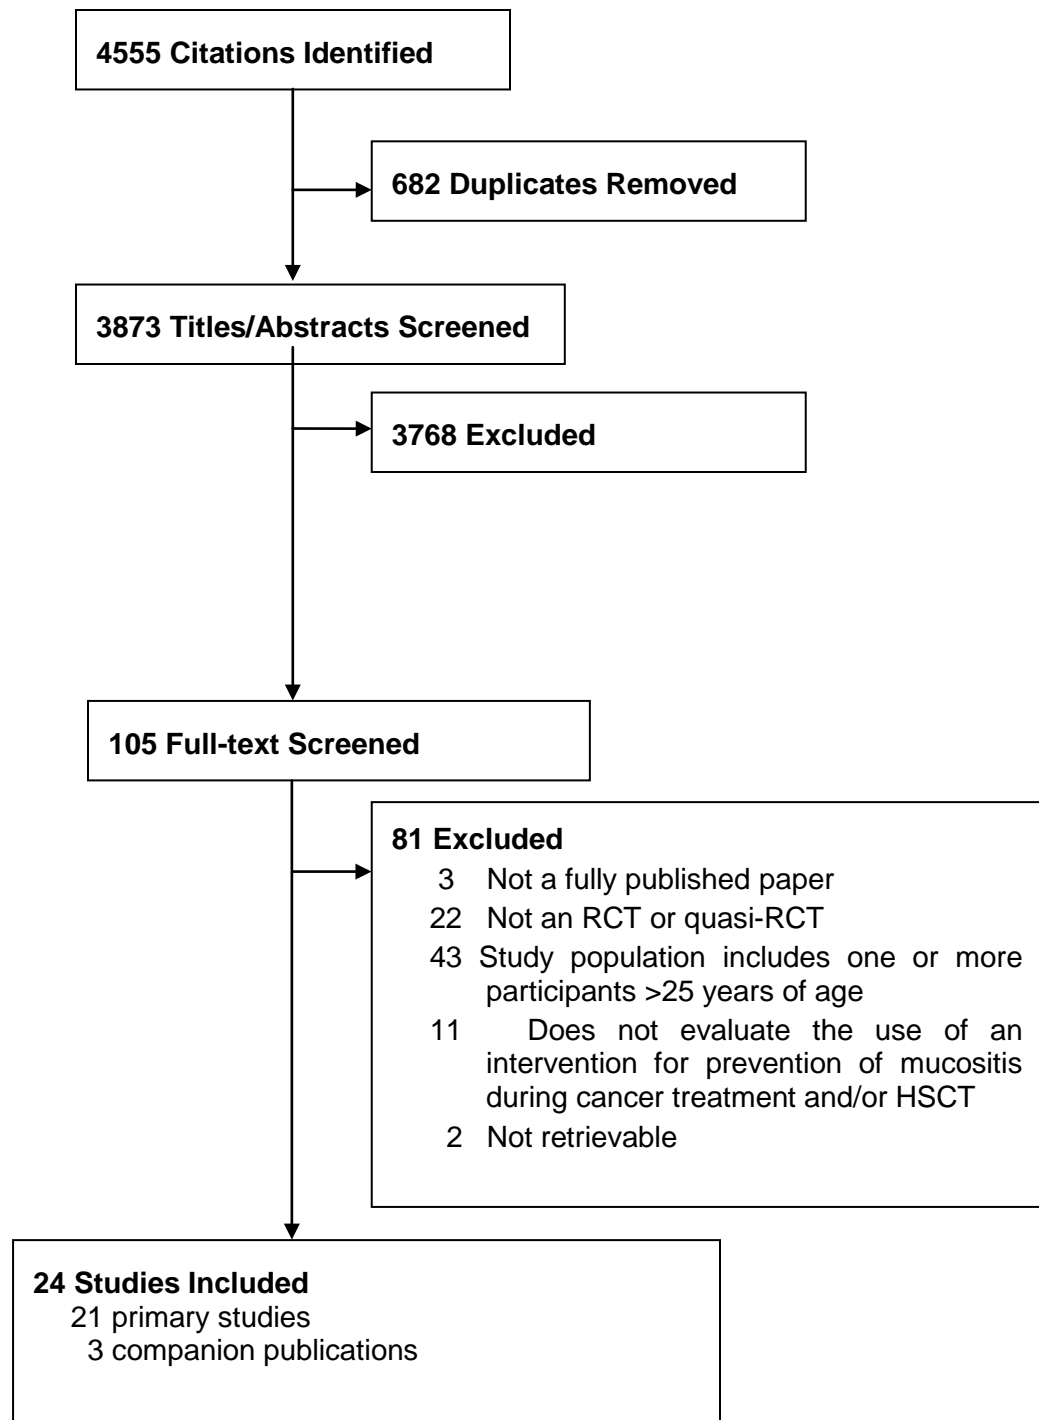 4555 Citations Identified
682 Duplicates Removed
3873 Titles/Abstracts Screened
3768 Excluded
105 Full-text Screened
81 Excluded
3 Not a fully published paper
22 Not an RCT or quasi-RCT
43 Study population includes one or more
participants >25 years of age
11 Does not evaluate the use of an
intervention for prevention of mucositis
during cancer treatment and/or HSCT
2 Not retrievable
24 Studies Included
21 primary studies
3 companion publications